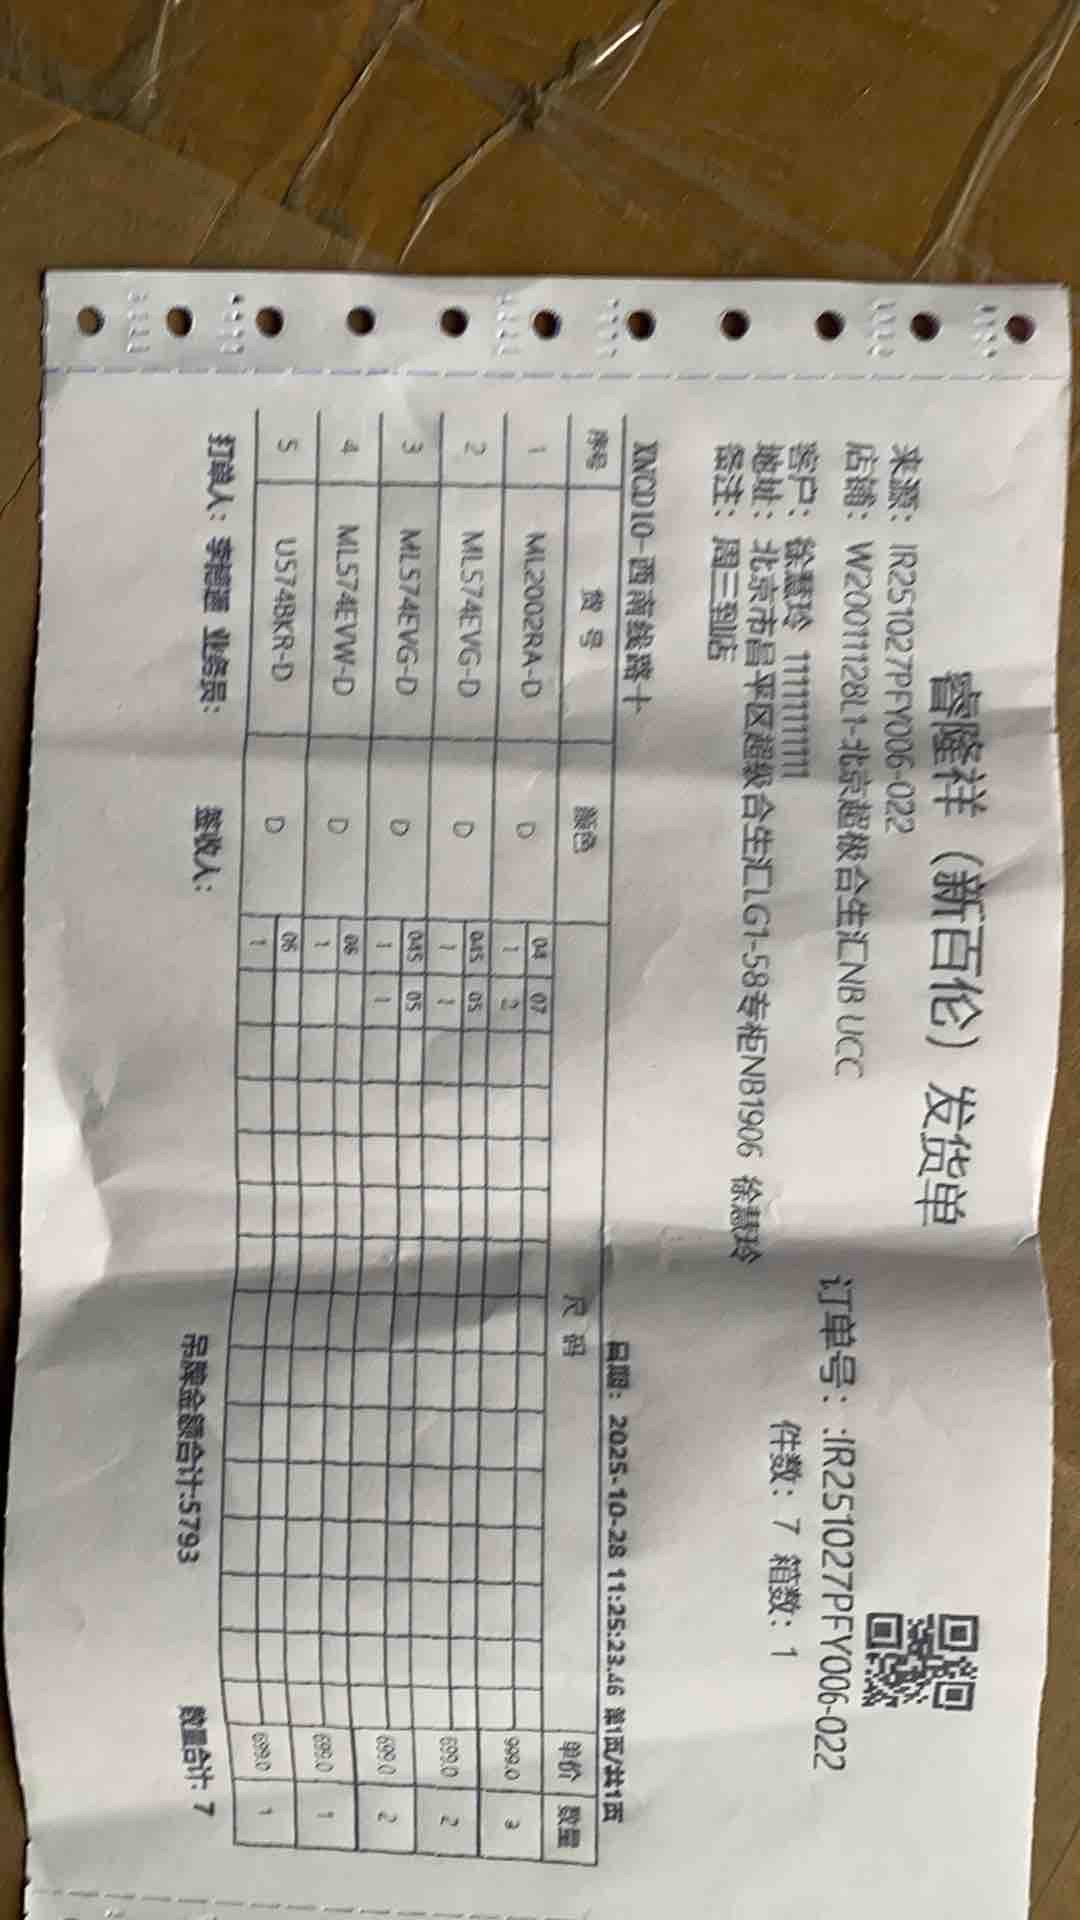 睿隆祥（新百伦）发货单
来源：IR251027PFY006-022
订单号：:IR251027PFY006-022
店铺：W20011128L1-北京超极合生汇NB UCC
客户：徐慧玲 11111111111
件数：7 箱数：1
地址：北京市昌平区超级合生汇LG1-58专柜NB1906 徐慧玲
备注：周三到店
XNCD10-西南线路十
日期：2025-10-28 11:25:23.46 第1页/共1页
序号 货号 颜色 尺码 单价 数量
1 ML2002RA-D D 04 07 999.0 3
1 2
2 ML574EVG-D D 045 05 699.0 2
1 1
3 ML574EVG-D D 045 05 699.0 2
1 1
4 ML574EVW-D D 06 699.0 1
1
5 U574BKR-D D 06 699.0 1
1
打单人：李 业务员： 签收人： 吊牌金额合计:5793 数量合计: 7